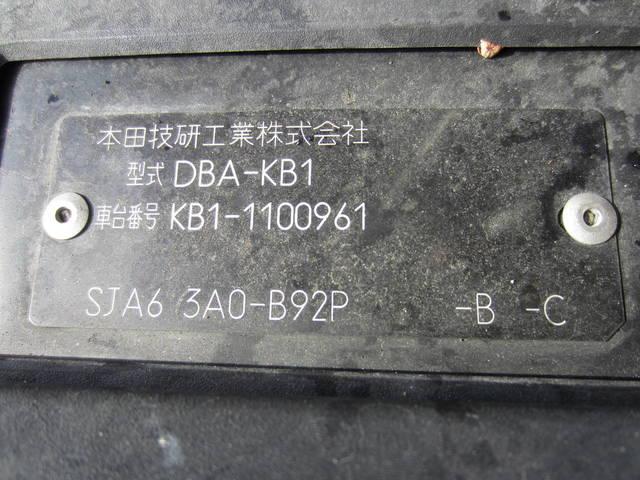 本田技研工業株式会社
型式 DBA-KB1
車台番号 KB1-1100961
SJA6 3A0-B92P -B -C